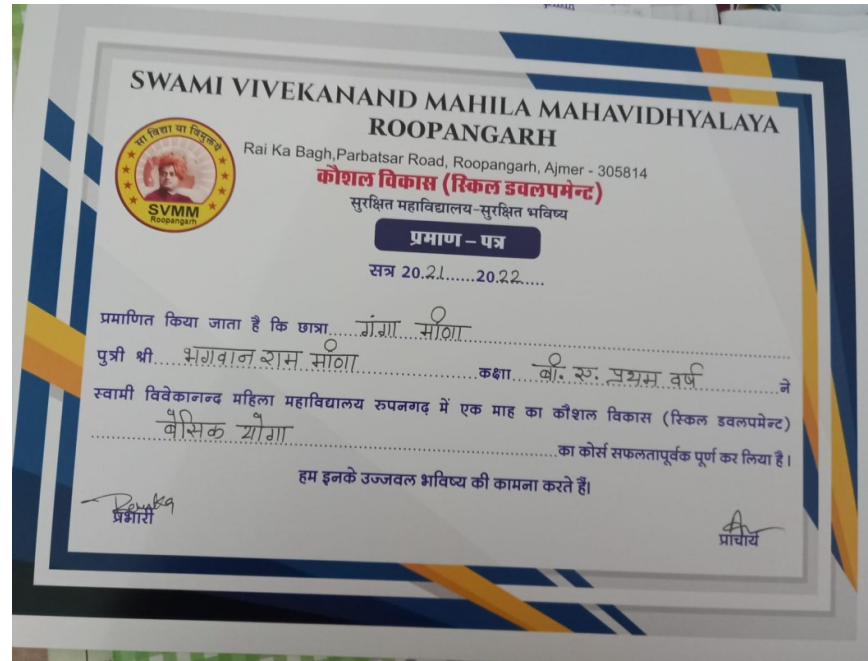 SWAMI VIVEKANAND MAHILA MAHAVIDHYALAYA
ROOPANGARH
Rai Ka Bagh,Parbatsar Road, Roopangarh, Ajmer - 305814
सा विद्या या विमुक्तये
SVMM
Roopangarh
कौशल विकास (स्किल डवलपमेन्ट)
सुरक्षित महाविद्यालय-सुरक्षित भविष्य
प्रमाण – पत्र
सत्र 20.21......20.22.....
प्रमाणित किया जाता है कि छात्रा.....गंगा मीणा.....
पुत्री श्री.....भगवान राम मीणा.....कक्षा.....बी. ए. प्रथम वर्ष.....ने
स्वामी विवेकानन्द महिला महाविद्यालय रुपनगढ़ में एक माह का कौशल विकास (स्किल डवलपमेन्ट)
.....बेसिक योगा.....का कोर्स सफलतापूर्वक पूर्ण कर लिया है।
हम इनके उज्जवल भविष्य की कामना करते हैं।
Renuka
प्रभारी
प्राचार्य